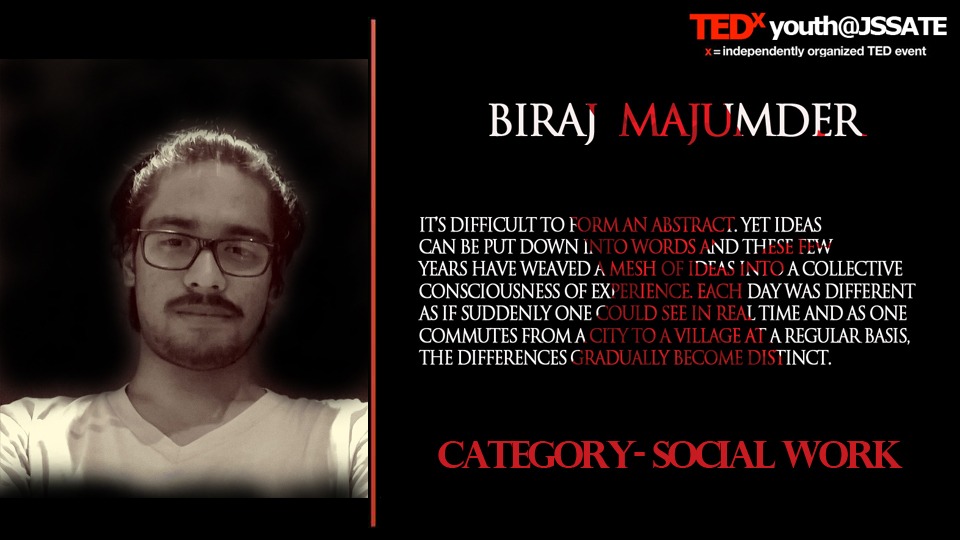 TEDx youth@JSSATE
x = independently organized TED event
BIRAJ MAJUMDER
IT'S DIFFICULT TO FORM AN ABSTRACT. YET IDEAS
CAN BE PUT DOWN INTO WORDS AND THESE FEW
YEARS HAVE WEAVED A MESH OF IDEAS INTO A COLLECTIVE
CONSCIOUSNESS OF EXPERIENCE. EACH DAY WAS DIFFERENT
AS IF SUDDENLY ONE COULD SEE IN REAL TIME AND AS ONE
COMMUTES FROM A CITY TO A VILLAGE AT A REGULAR BASIS,
THE DIFFERENCES GRADUALLY BECOME DISTINCT.
CATEGORY- SOCIAL WORK